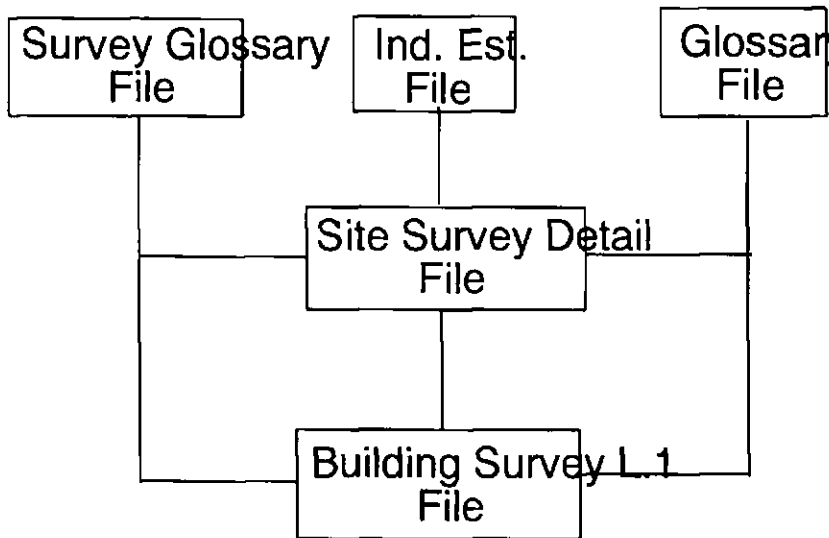 Survey Glossary
File
Ind. Est.
File
Glossar
File
Site Survey Detail
File
Building Survey L.1
File